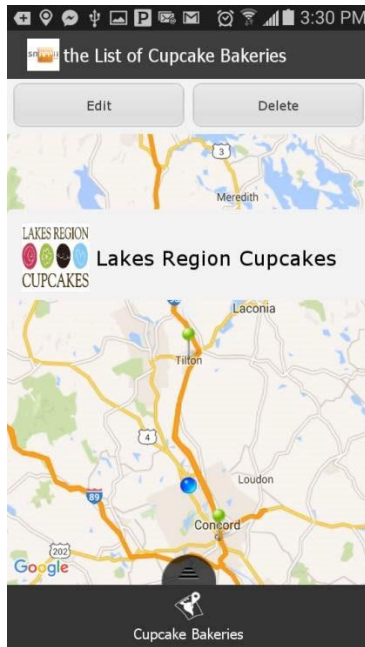 3:30 PM
snappii the List of Cupcake Bakeries
Edit Delete
3
Meredith
LAKES REGION
CUPCAKES
Lakes Region Cupcakes
Laconia
Tilton
4
Loudon
89
Concord
202
Google
Cupcake Bakeries